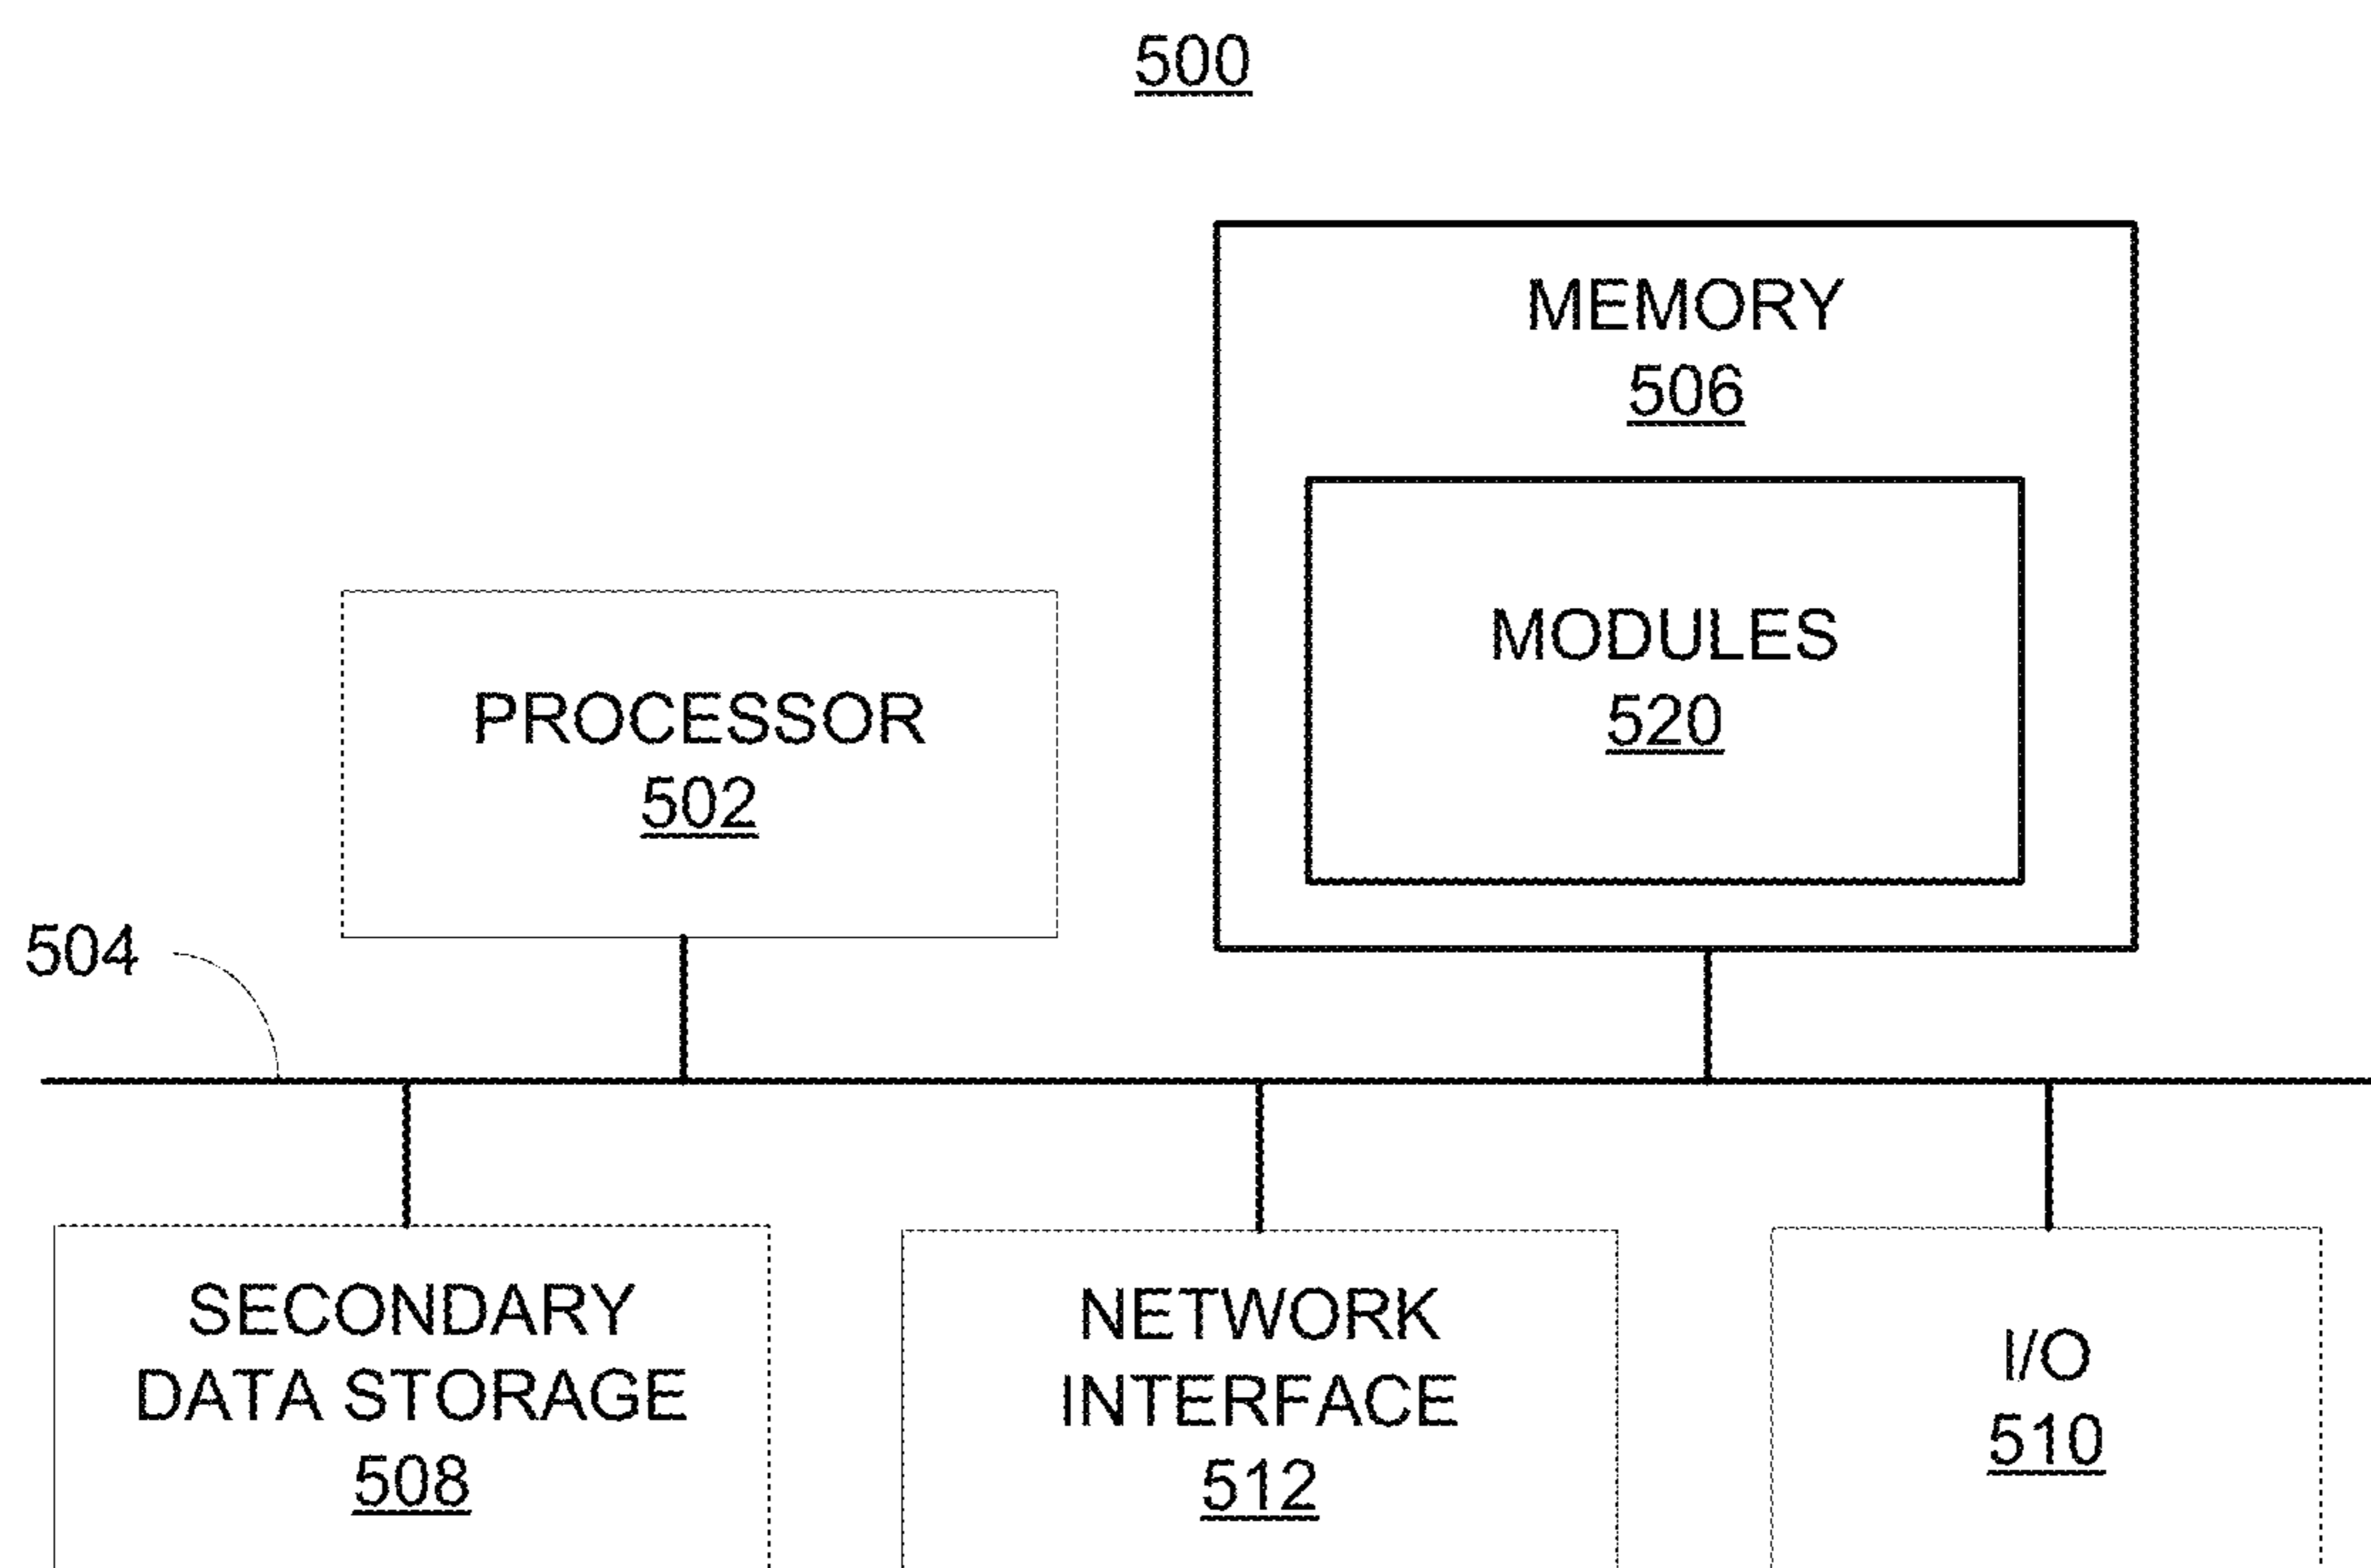 500
MEMORY
506
MODULES
520
PROCESSOR
502
504
SECONDARY
DATA STORAGE
508
NETWORK
INTERFACE
512
I/O
510